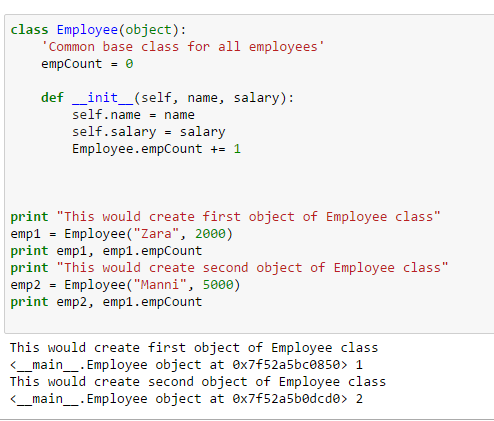 class Employee(object):
    'Common base class for all employees'
    empCount = 0
    def __init__(self, name, salary):
        self.name = name
        self.salary = salary
        Employee.empCount += 1
print "This would create first object of Employee class"
emp1 = Employee("Zara", 2000)
print emp1, emp1.empCount
print "This would create second object of Employee class"
emp2 = Employee("Manni", 5000)
print emp2, emp1.empCount
This would create first object of Employee class
<__main__.Employee object at 0x7f52a5bc0850> 1
This would create second object of Employee class
<__main__.Employee object at 0x7f52a5b0dcd0> 2